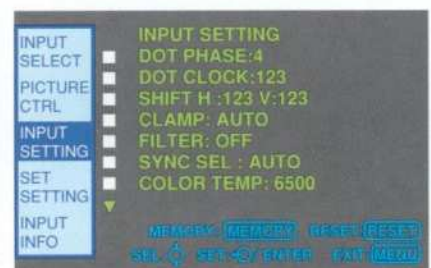 INPUT
SELECT
PICTURE
CTRL
INPUT
SETTING
SET
SETTING
INPUT
INFO
INPUT SETTING
DOT PHASE:4
DOT CLOCK:123
SHIFT H :123 V:123
CLAMP: AUTO
FILTER: OFF
SYNC SEL : AUTO
COLOR TEMP: 6500
MEMORY: MEMORY RESET: RESET
SEL: SET: ENTER EXIT: MENU